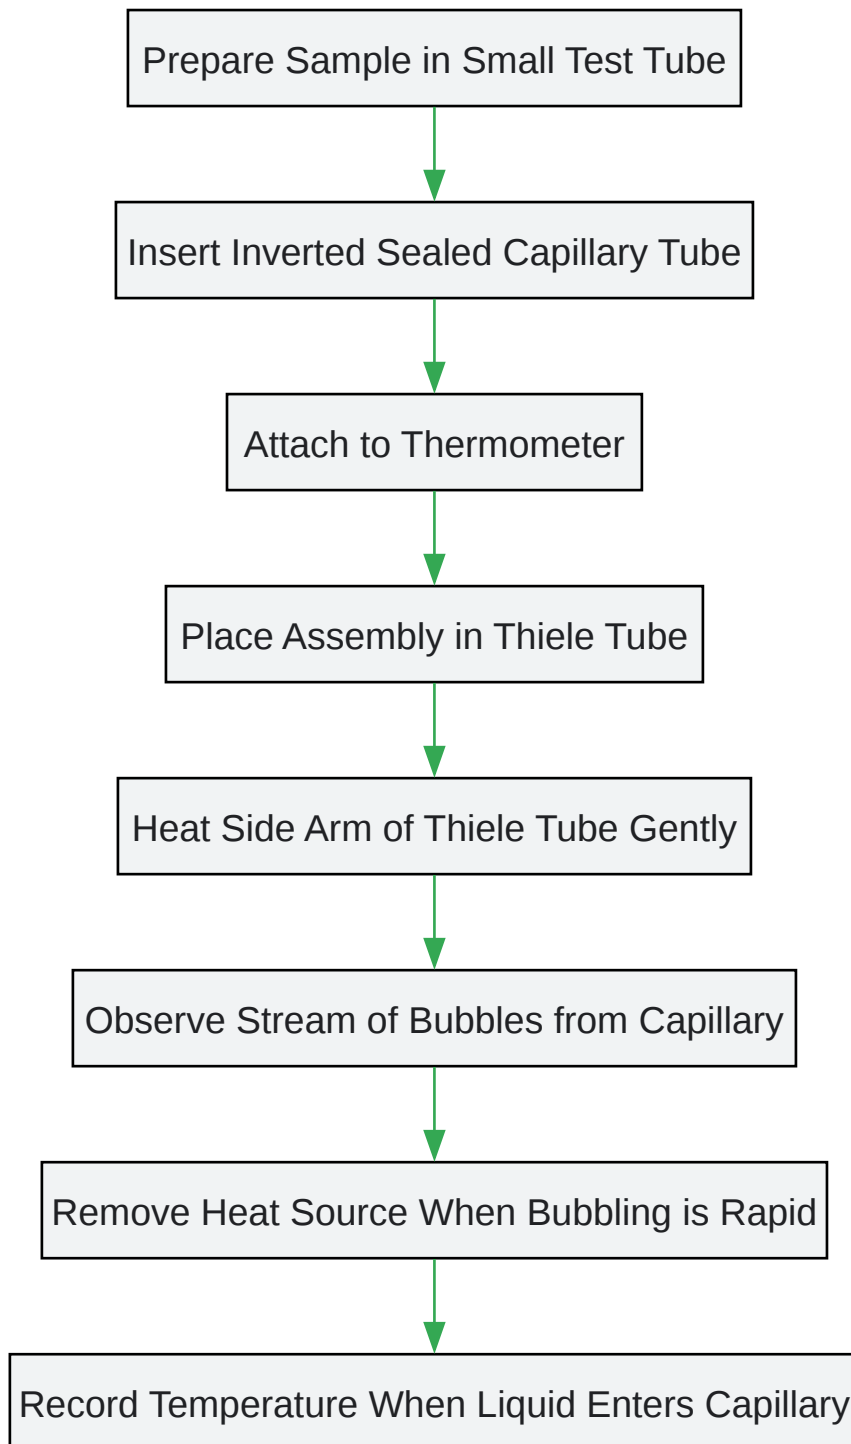 Prepare Sample in Small Test Tube
Insert Inverted Sealed Capillary Tube
Attach to Thermometer
Place Assembly in Thiele Tube
Heat Side Arm of Thiele Tube Gently
Observe Stream of Bubbles from Capillary
Remove Heat Source When Bubbling is Rapid
Record Temperature When Liquid Enters Capillary